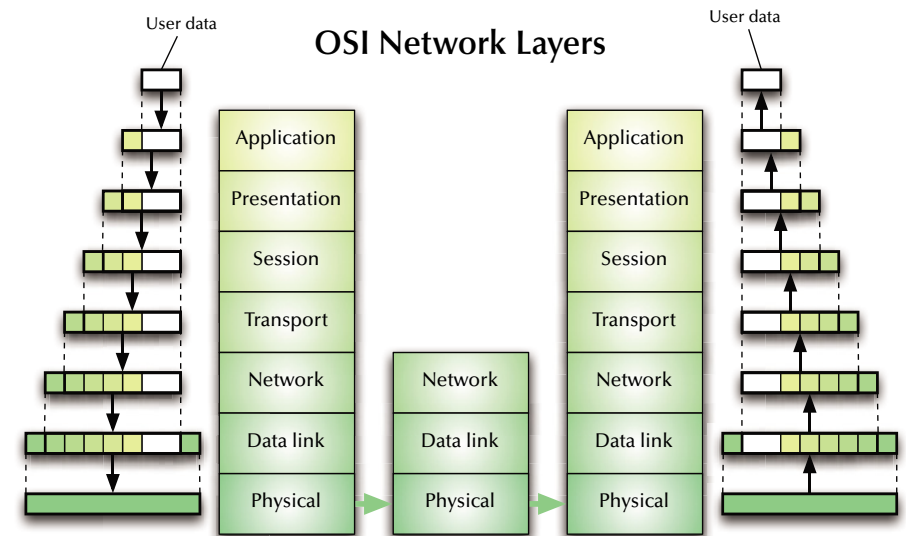 User data
OSI Network Layers
User data
Application
Presentation
Session
Transport
Network
Data link
Physical
Network
Data link
Physical
Application
Presentation
Session
Transport
Network
Data link
Physical